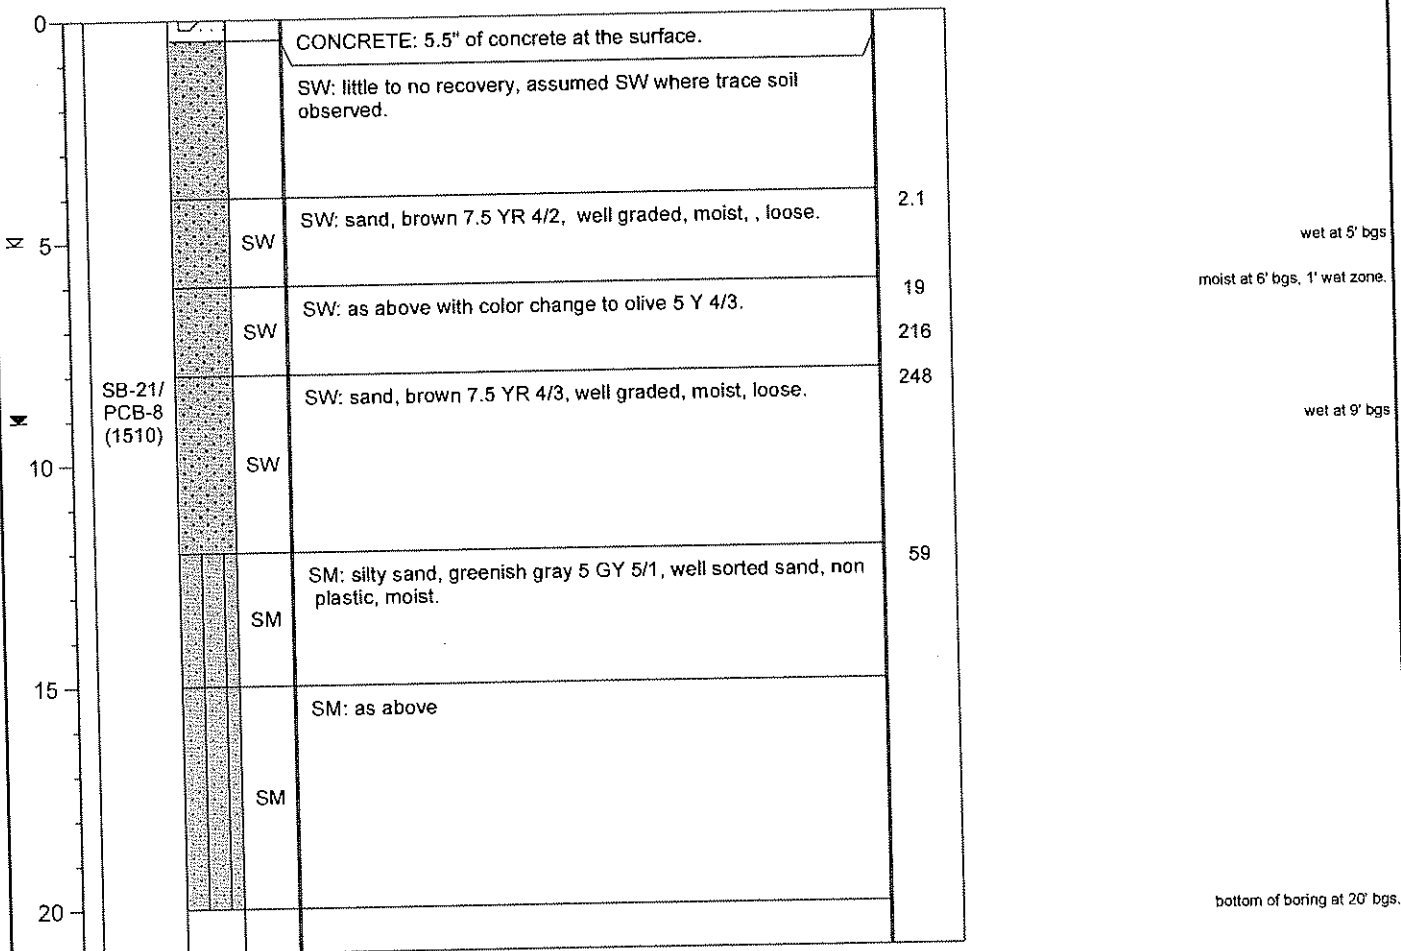 0
CONCRETE: 5.5" of concrete at the surface.
SW: little to no recovery, assumed SW where trace soil
observed.
2.1
SW
SW: sand, brown 7.5 YR 4/2, well graded, moist, , loose.
5
wet at 5' bgs
moist at 6' bgs, 1' wet zone.
19
SW
SW: as above with color change to olive 5 Y 4/3.
216
248
SB-21/
PCB-8
(1510)
SW: sand, brown 7.5 YR 4/3, well graded, moist, loose.
wet at 9' bgs
10
SW
59
SM: silty sand, greenish gray 5 GY 5/1, well sorted sand, non
plastic, moist.
SM
15
SM: as above
SM
20
bottom of boring at 20' bgs.